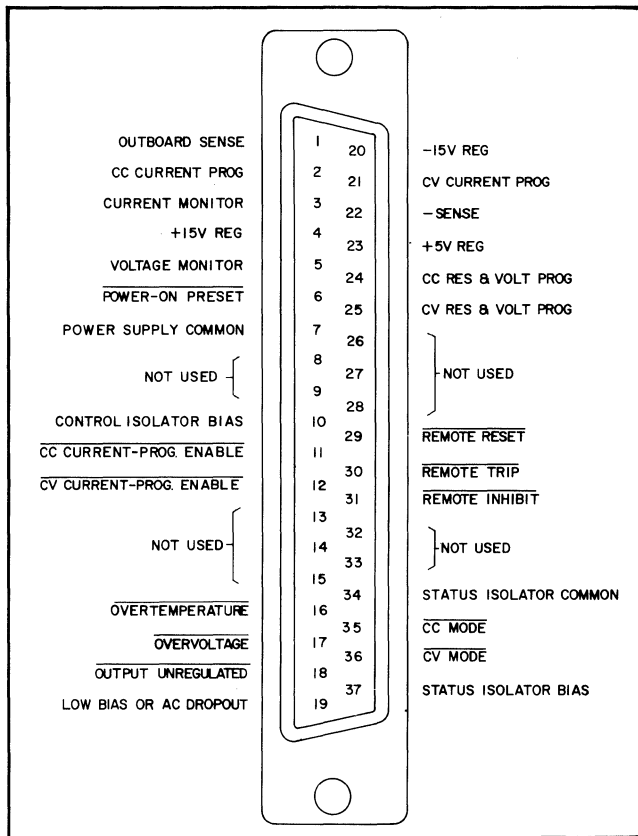 OUTBOARD SENSE 1
CC CURRENT PROG 2
CURRENT MONITOR 3
+15V REG 4
VOLTAGE MONITOR 5
POWER-ON PRESET 6
POWER SUPPLY COMMON 7
8
NOT USED
9
CONTROL ISOLATOR BIAS 10
CC CURRENT-PROG. ENABLE 11
CV CURRENT-PROG. ENABLE 12
13
NOT USED 14
15
OVERTEMPERATURE 16
OVERVOLTAGE 17
OUTPUT UNREGULATED 18
LOW BIAS OR AC DROPOUT 19
20 -15V REG
21 CV CURRENT PROG
22 -SENSE
23 +5V REG
24 CC RES & VOLT PROG
25 CV RES & VOLT PROG
26
27 NOT USED
28
29 REMOTE RESET
30 REMOTE TRIP
31 REMOTE INHIBIT
32
NOT USED
33
34 STATUS ISOLATOR COMMON
35 CC MODE
36 CV MODE
37 STATUS ISOLATOR BIAS